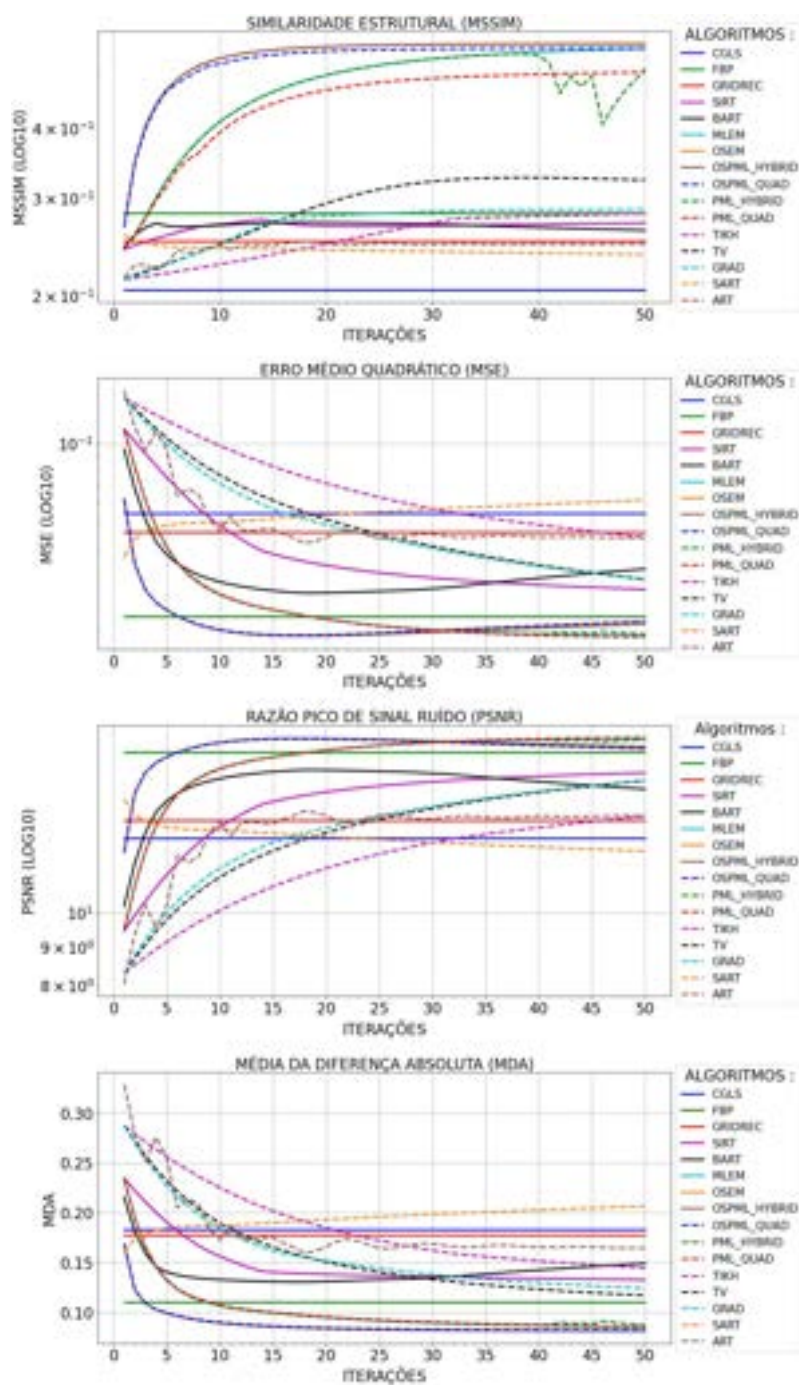 SIMILARIDADE ESTRUTURAL (MSSIM)
MSSIM (LOG10)
4 × 10⁻¹
3 × 10⁻¹
2 × 10⁻¹
0 5 10 15 20 25 30 35 40 45 50
ITERAÇÕES
ALGORITMOS :
CGLS
FBP
GRIDREC
SIRT
BART
MLEM
OSEM
OSPML_HYBRID
OSPML_QUAD
PML_HYBRID
PML_QUAD
TIKH
TV
GRAD
SART
ART
ERRO MÉDIO QUADRÁTICO (MSE)
MSE (LOG10)
0 5 10 15 20 25 30 35 40 45 50
ITERAÇÕES
ALGORITMOS :
CGLS
FBP
GRIDREC
SIRT
BART
MLEM
OSEM
OSPML_HYBRID
OSPML_QUAD
PML_HYBRID
PML_QUAD
TIKH
TV
GRAD
SART
ART
RAZÃO PICO DE SINAL RUÍDO (PSNR)
PSNR (LOG10)
10¹
9 × 10⁰
8 × 10⁰
0 5 10 15 20 25 30 35 40 45 50
ITERAÇÕES
Algoritmos :
CGLS
FBP
GRIDREC
SIRT
BART
MLEM
OSEM
OSPML_HYBRID
OSPML_QUAD
PML_HYBRID
PML_QUAD
TIKH
TV
GRAD
SART
ART
MÉDIA DA DIFERENÇA ABSOLUTA (MDA)
MDA
0.30
0.25
0.20
0.15
0.10
0 5 10 15 20 25 30 35 40 45 50
ITERAÇÕES
ALGORITMOS :
CGLS
FBP
GRIDREC
SIRT
BART
MLEM
OSEM
OSPML_HYBRID
OSPML_QUAD
PML_HYBRID
PML_QUAD
TIKH
TV
GRAD
SART
ART